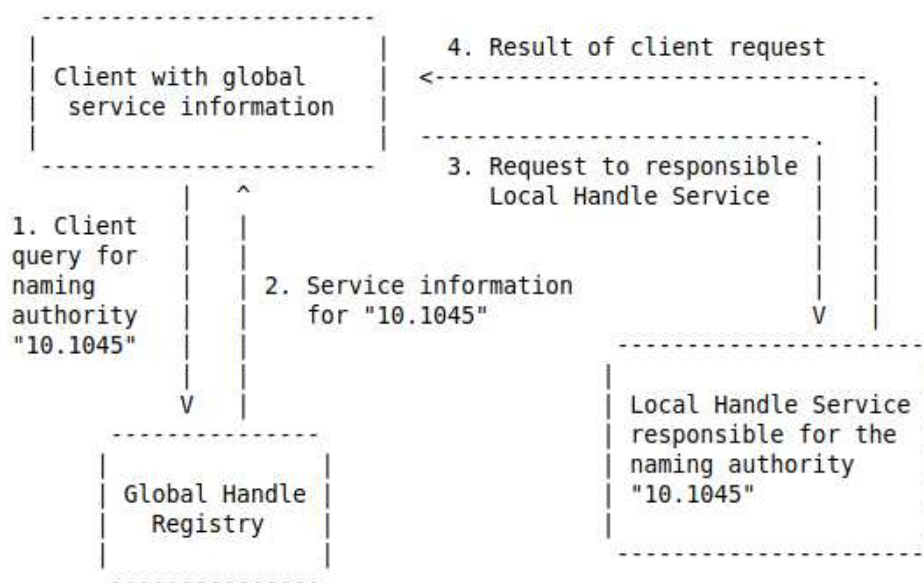 4. Result of client request
Client with global
service information
3. Request to responsible
Local Handle Service
1. Client
query for
naming
authority
"10.1045"
2. Service information
for "10.1045"
Local Handle Service
responsible for the
naming authority
"10.1045"
Global Handle
Registry